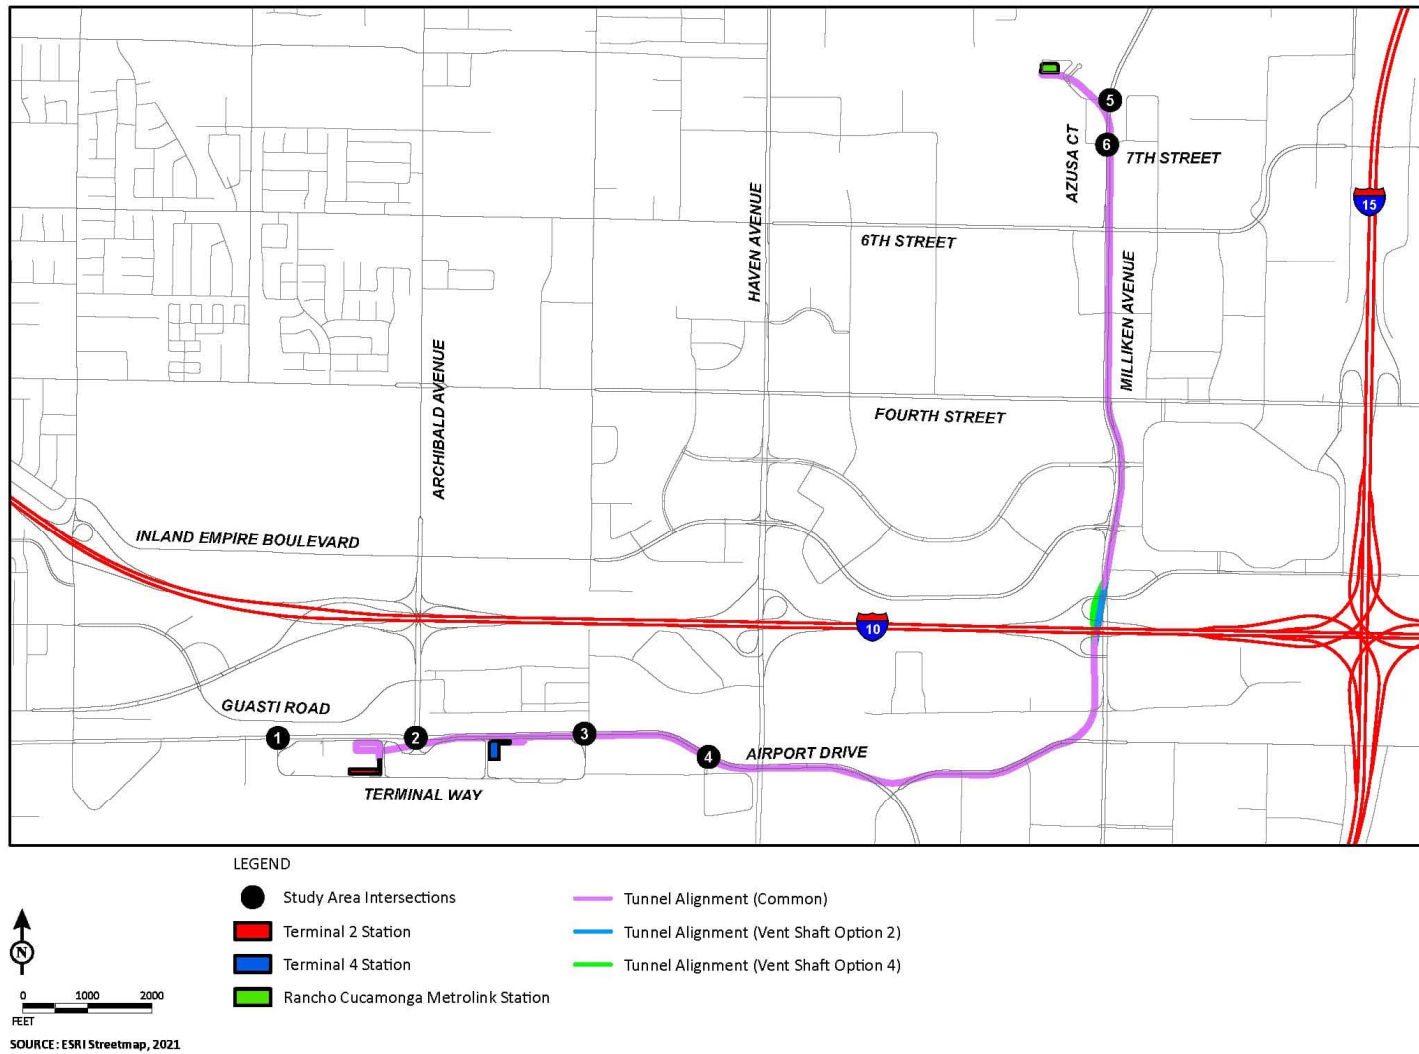 5
6
AZUSA CT
7TH STREET
15
HAVEN AVENUE
6TH STREET
MILLIKEN AVENUE
ARCHIBALD AVENUE
FOURTH STREET
INLAND EMPIRE BOULEVARD
10
GUASTI ROAD
1
2
3
4
AIRPORT DRIVE
TERMINAL WAY
LEGEND
Study Area Intersections
Terminal 2 Station
Terminal 4 Station
Rancho Cucamonga Metrolink Station
Tunnel Alignment (Common)
Tunnel Alignment (Vent Shaft Option 2)
Tunnel Alignment (Vent Shaft Option 4)
N
0 1000 2000
FEET
SOURCE: ESRI Streetmap, 2021